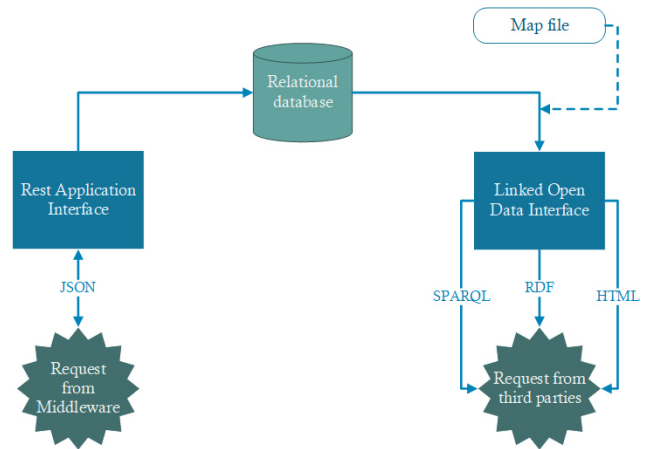 Map file
Relational
database
Rest Application
Interface
Linked Open
Data Interface
JSON
SPARQL
RDF
HTML
Request
from
Middleware
Request from
third parties